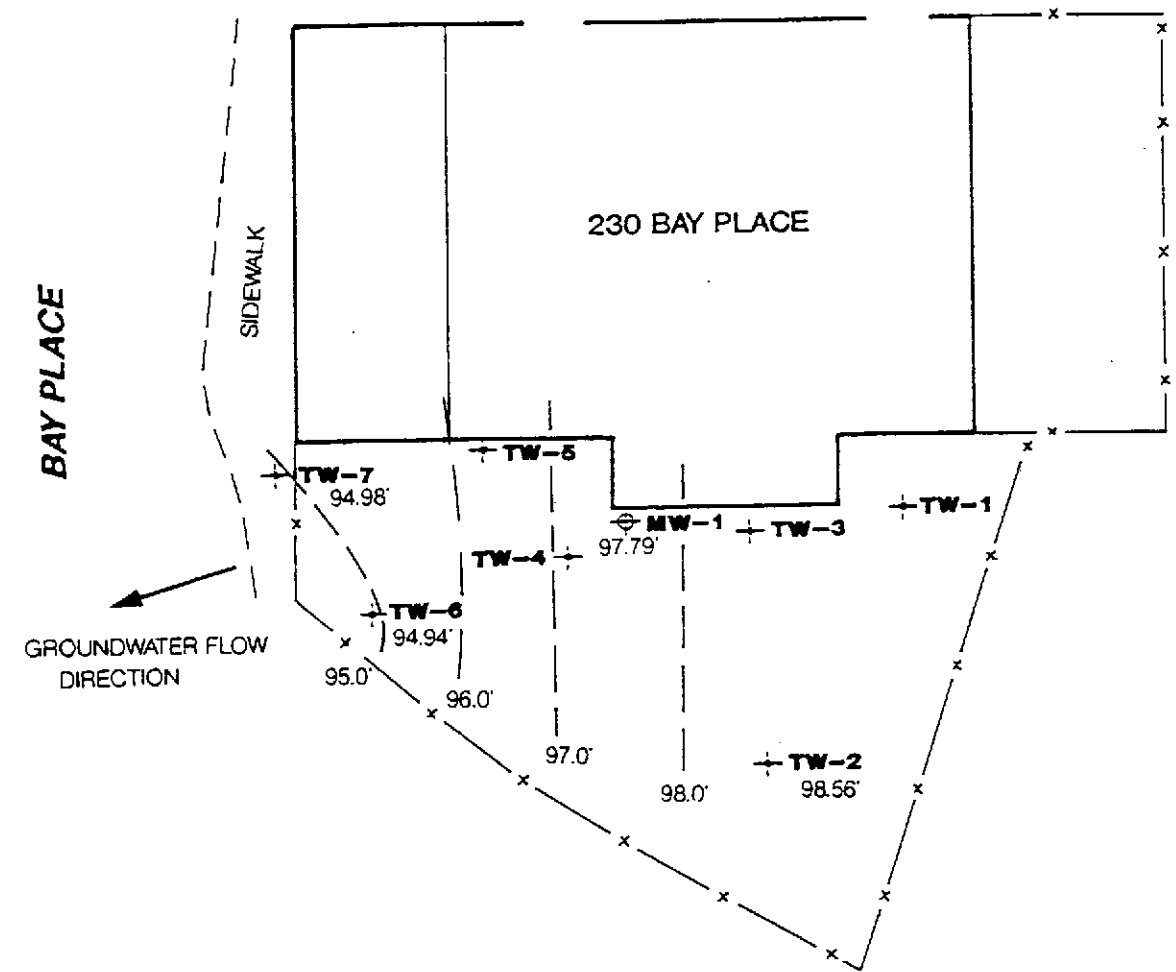 230 BAY PLACE
SIDEWALK
BAY PLACE
TW-5
TW-7
94.98'
TW-1
MW-1
97.79'
TW-3
TW-4
TW-6
94.94'
GROUNDWATER FLOW
DIRECTION
95.0'
96.0'
97.0'
98.0'
TW-2
98.56'